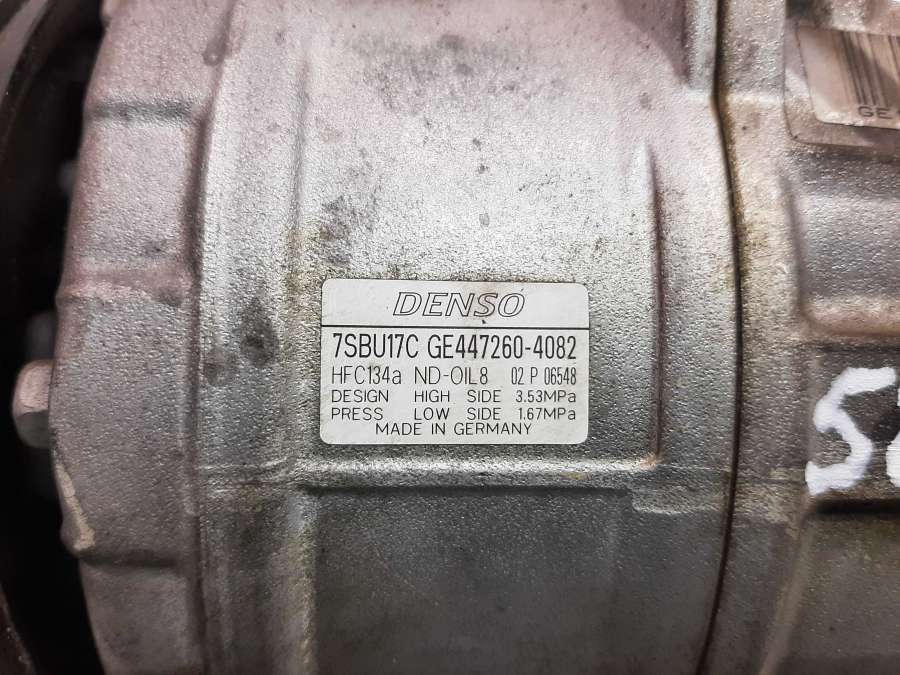 GE
DENSO
7SBU17C GE447260-4082
HFC134a ND-OIL8 02 P 06548
DESIGN HIGH SIDE 3.53MPa
PRESS LOW SIDE 1.67MPa
MADE IN GERMANY